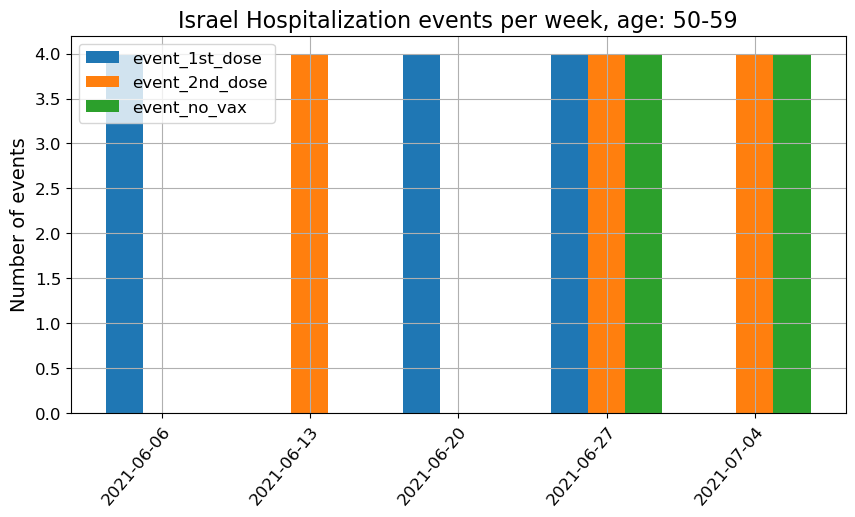 Israel Hospitalization events per week, age: 50-59
event_1st_dose
event_2nd_dose
event_no_vax
Number of events
4.0
3.5
3.0
2.5
2.0
1.5
1.0
0.5
0.0
2021-06-06
2021-06-13
2021-06-20
2021-06-27
2021-07-04